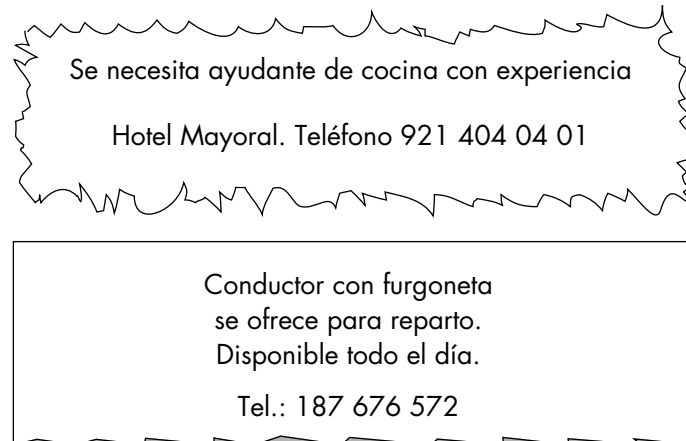 Se necesita ayudante de cocina con experiencia
Hotel Mayoral. Teléfono 921 404 04 01
Conductor con furgoneta
se ofrece para reparto.
Disponible todo el día.
Tel.: 187 676 572